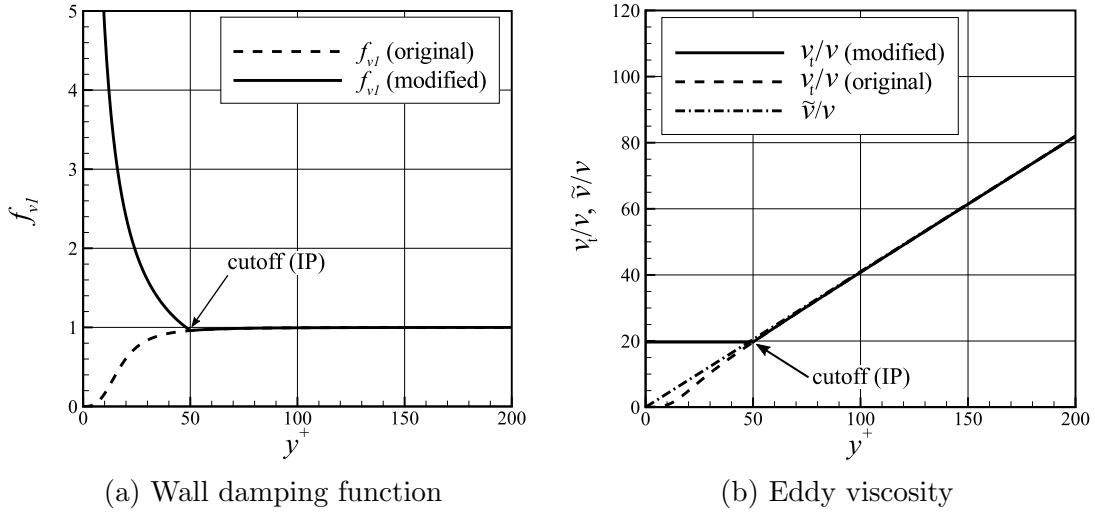 5
4
3
2
1
0
0 50 100 150 200
f_{v1}
y^+
f_{v1} (original)
f_{v1} (modified)
cutoff (IP)
(a) Wall damping function
120
100
80
60
40
20
0
0 50 100 150 200
ν_t/ν, ν̃/ν
y^+
ν_t/ν (modified)
ν_t/ν (original)
ν̃/ν
cutoff (IP)
(b) Eddy viscosity